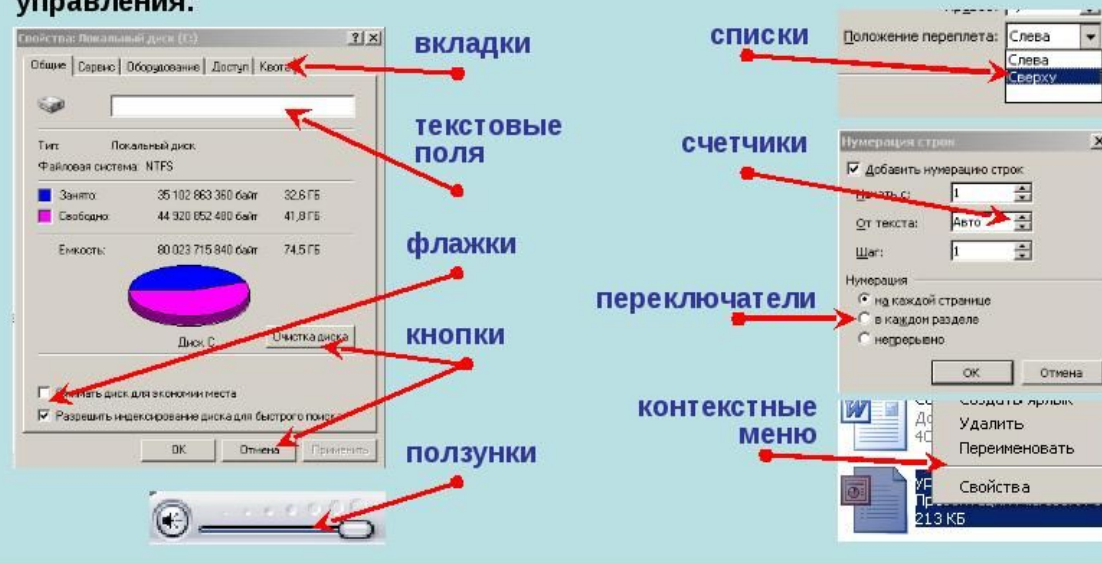 управления.
Свойства: Локальный диск (C:)
Общие Сервис Оборудование Доступ Квота
Тип: Локальный диск
Файловая система: NTFS
Занято: 35 102 863 360 байт 32,6 ГБ
Свободно: 44 920 852 480 байт 41,8 ГБ
Емкость: 80 023 715 840 байт 74,5 ГБ
Диск C
Очистка диска
диск для экономии места
Разрешить индексирование диска для быстрого поиска
OK Отмена Применить
вкладки
текстовые
поля
флажки
кнопки
ползунки
списки
счетчики
переключатели
контекстные
меню
Положение переплета: Слева
Слева
Сверху
Нумерация строк
Добавить нумерацию строк
Начать с: 1
От текста: Авто
Шаг: 1
Нумерация
на каждой странице
в каждом разделе
непрерывно
OK Отмена
Создать ярлык
Удалить
Переименовать
Свойства
213 КБ